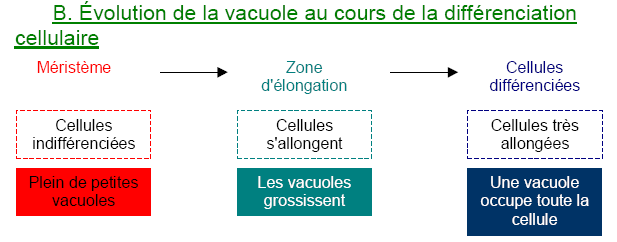 B. Évolution de la vacuole au cours de la différenciation
cellulaire
Méristème
Zone
d'élongation
Cellules
différenciées
Cellules
indifférenciées
Cellules
s'allongent
Cellules très
allongées
Plein de petites
vacuoles
Les vacuoles
grossissent
Une vacuole
occupe toute la
cellule